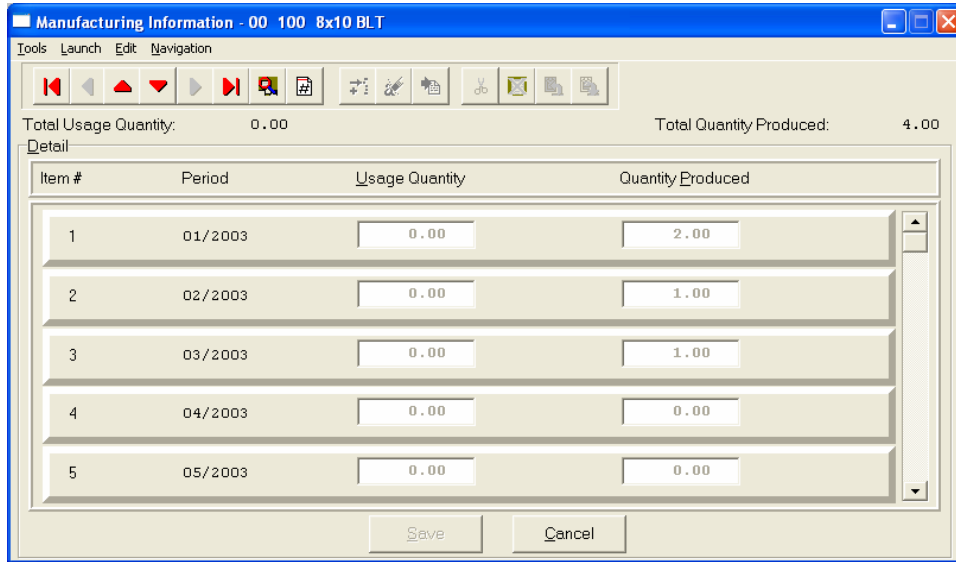 Manufacturing Information - 00 100 8x10 BLT
Tools Launch Edit Navigation
Total Usage Quantity: 0.00 Total Quantity Produced: 4.00
Detail
Item # Period Usage Quantity Quantity Produced
1 01/2003 0.00 2.00
2 02/2003 0.00 1.00
3 03/2003 0.00 1.00
4 04/2003 0.00 0.00
5 05/2003 0.00 0.00
Save Cancel